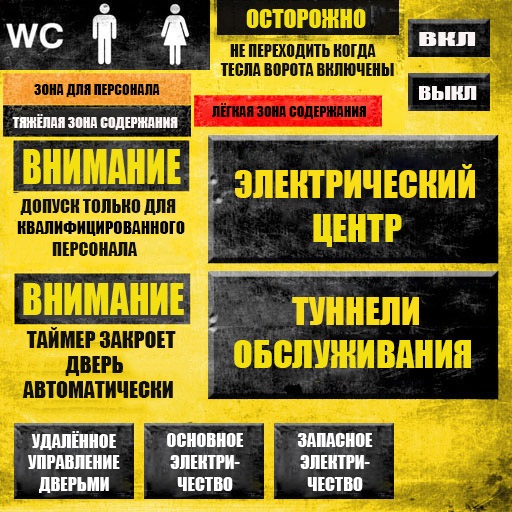 WC
ОСТОРОЖНО
НЕ ПЕРЕХОДИТЬ КОГДА
ТЕСЛА ВОРОТА ВКЛЮЧЕНЫ
ВКЛ
ВЫКЛ
ЗОНА ДЛЯ ПЕРСОНАЛА
ТЯЖЁЛАЯ ЗОНА СОДЕРЖАНИЯ
ЛЁГКАЯ ЗОНА СОДЕРЖАНИЯ
ВНИМАНИЕ
ДОПУСК ТОЛЬКО ДЛЯ
КВАЛИФИЦИРОВАННОГО
ПЕРСОНАЛА
ЭЛЕКТРИЧЕСКИЙ
ЦЕНТР
ВНИМАНИЕ
ТАЙМЕР ЗАКРОЕТ
ДВЕРЬ
АВТОМАТИЧЕСКИ
ТУННЕЛИ
ОБСЛУЖИВАНИЯ
УДАЛЁННОЕ
УПРАВЛЕНИЕ
ДВЕРЬМИ
ОСНОВНОЕ
ЭЛЕКТРИ-
ЧЕСТВО
ЗАПАСНОЕ
ЭЛЕКТРИ-
ЧЕСТВО